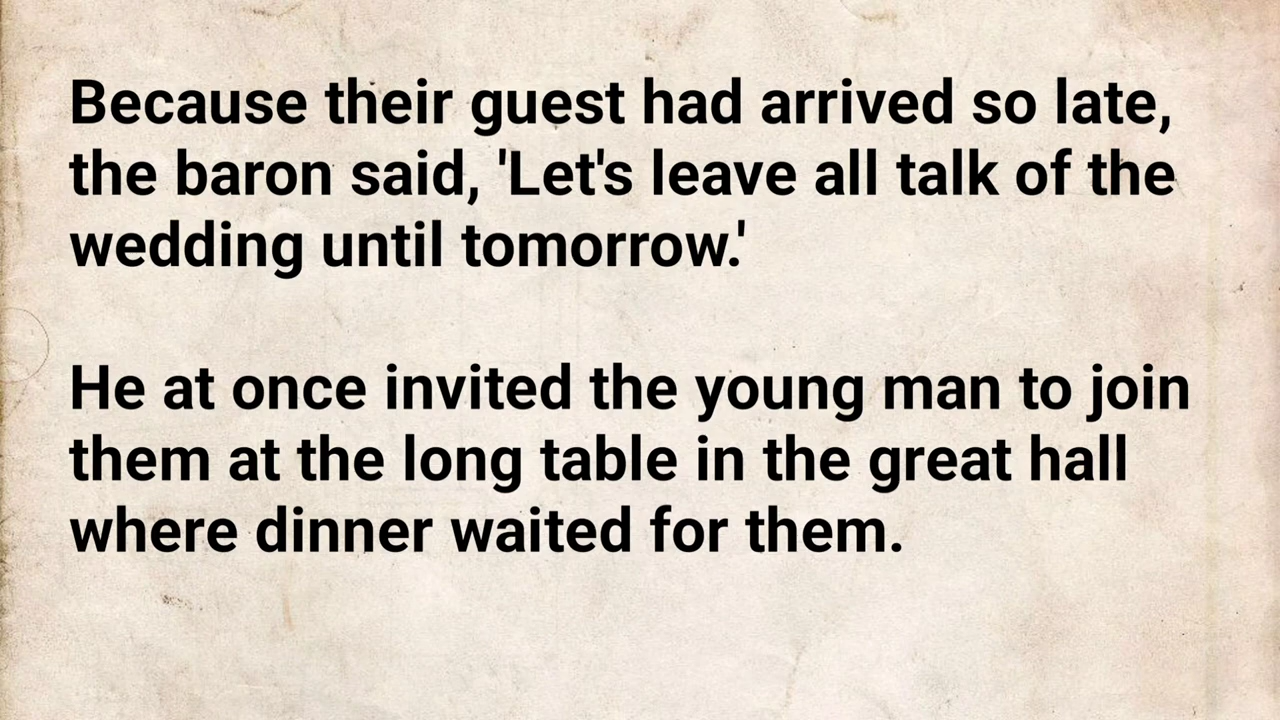 Because their guest had arrived so late,
the baron said, 'Let's leave all talk of the
wedding until tomorrow.'
He at once invited the young man to join
them at the long table in the great hall
where dinner waited for them.